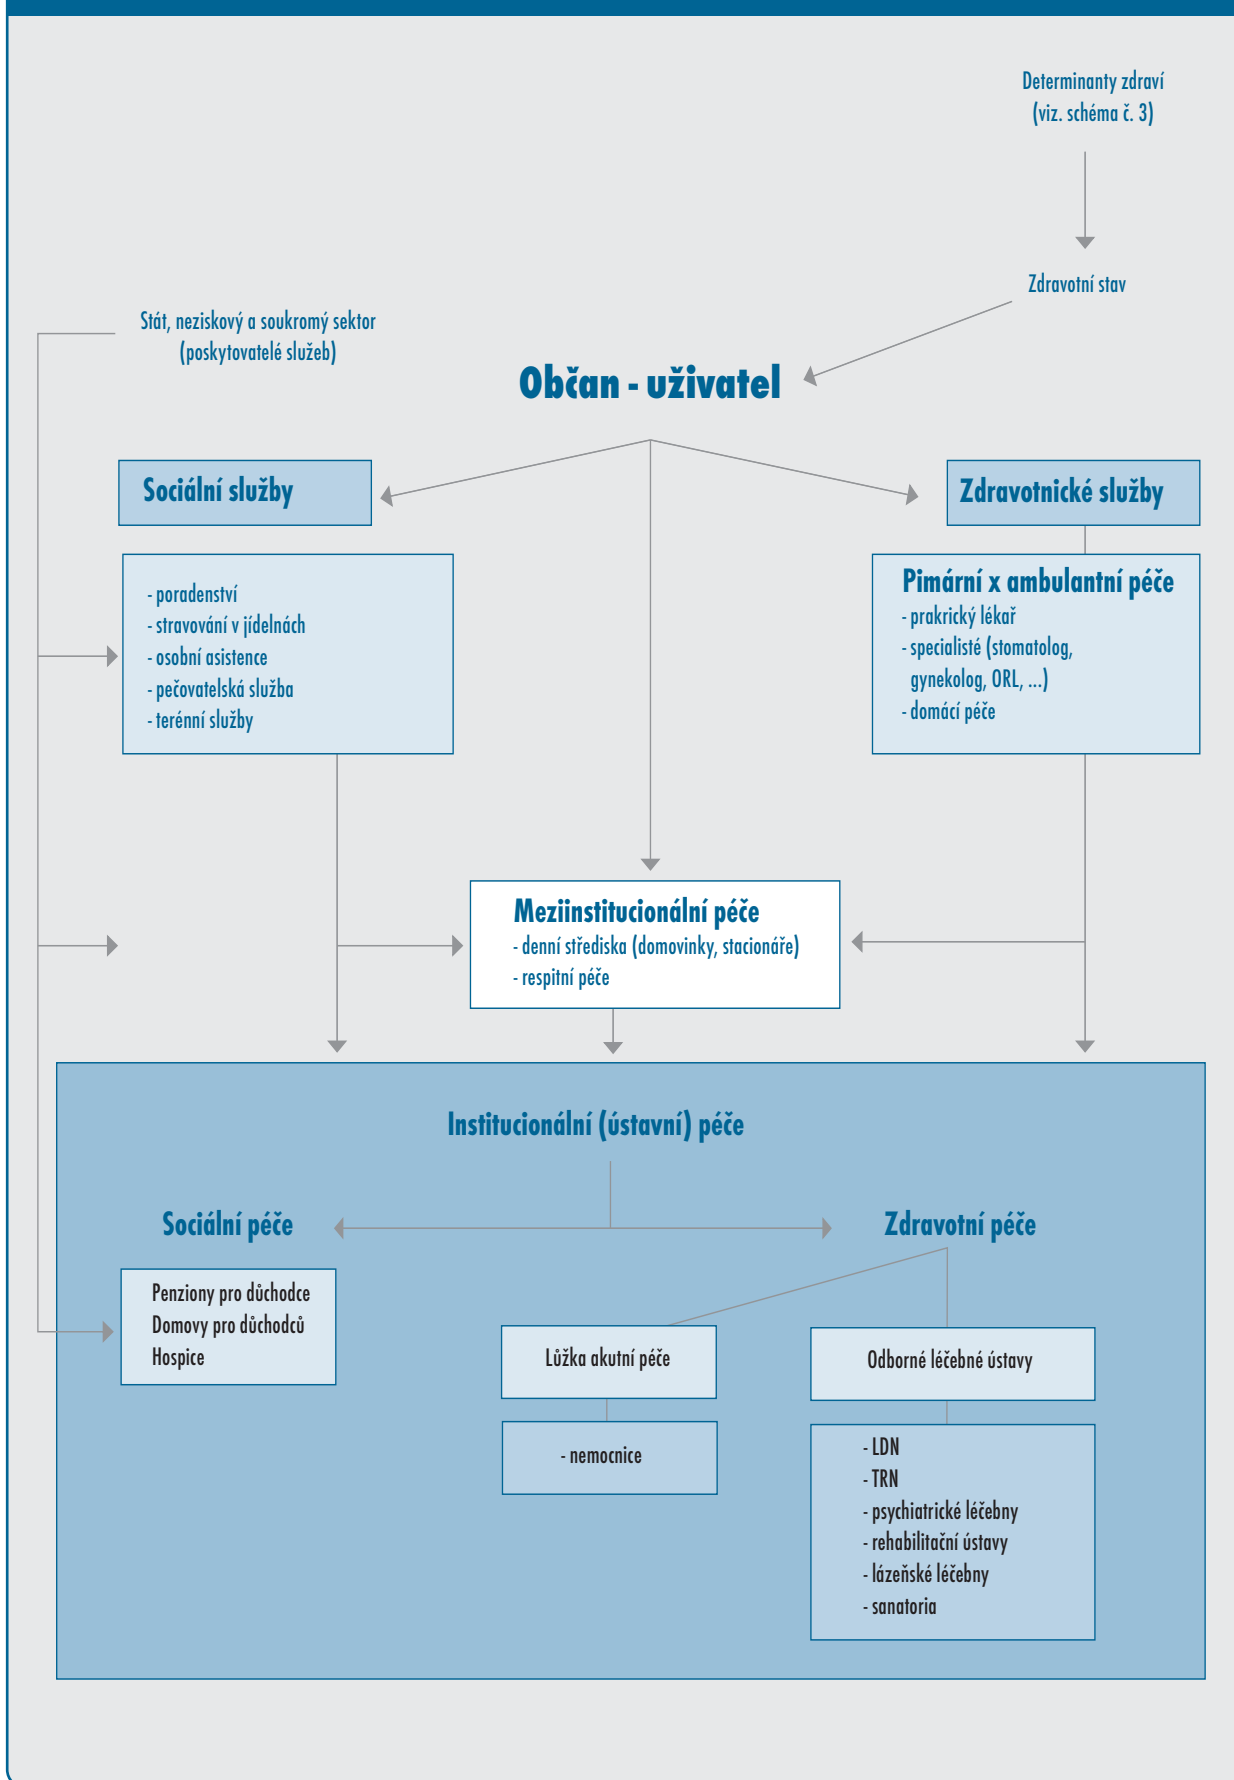 Determinanty zdraví
(viz. schéma č. 3)
Zdravotní stav
Stát, neziskový a soukromý sektor
(poskytovatelé služeb)
Občan - uživatel
Sociální služby
Zdravotnické služby
- poradenství
- stravování v jídelnách
- osobní asistence
- pečovatelská služba
- terénní služby
Pimární x ambulantní péče
- prakrický lékař
- specialisté (stomatolog,
gynekolog, ORL, ...)
- domácí péče
Meziinstitucionální péče
- denní střediska (domovinky, stacionáře)
- respitní péče
Institucionální (ústavní) péče
Sociální péče
Zdravotní péče
Penziony pro důchodce
Domovy pro důchodců
Hospice
Lůžka akutní péče
Odborné léčebné ústavy
- nemocnice
- LDN
- TRN
- psychiatrické léčebny
- rehabilitační ústavy
- lázeňské léčebny
- sanatoria